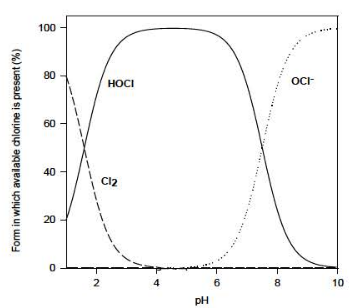 Form in which available chlorine is present (%)
100
80
60
40
20
0
HOCl
OCl⁻
Cl2
2
4
6
8
10
pH